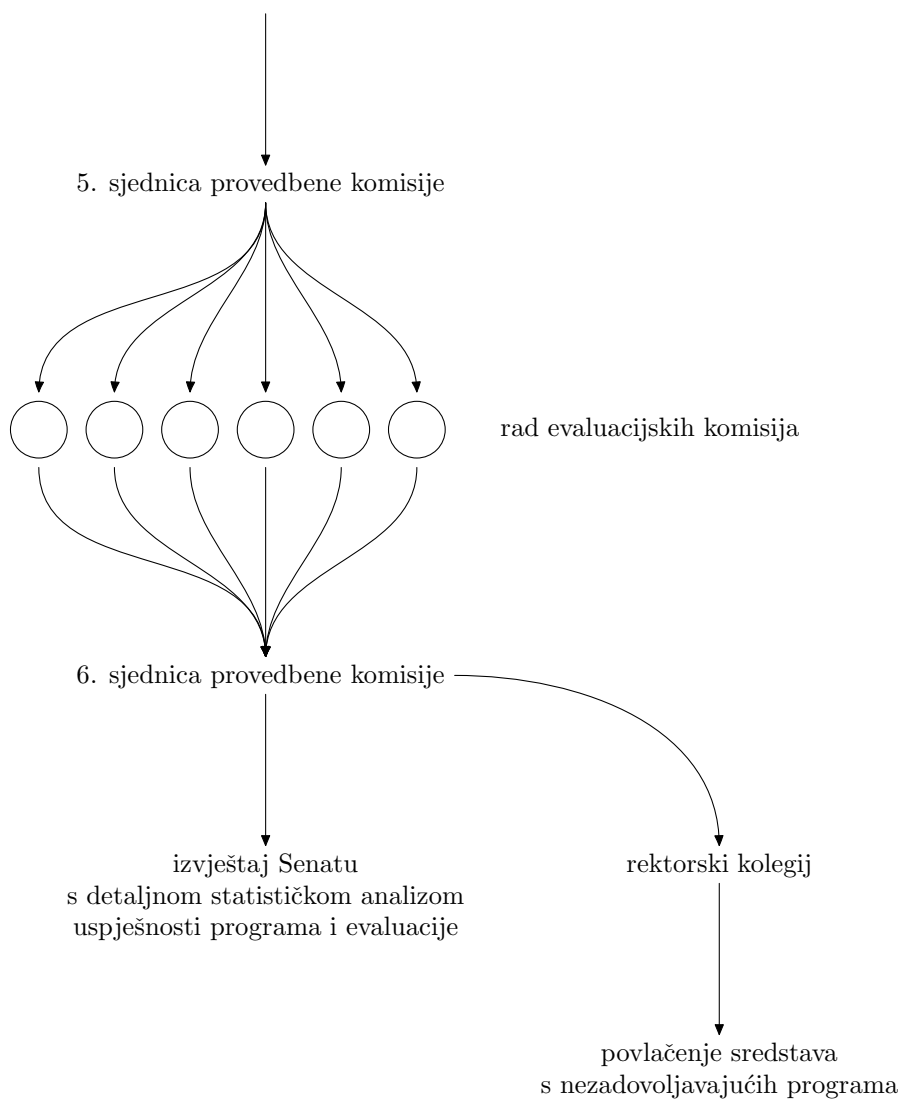 5. sjednica provedbene komisije
rad evaluacijskih komisija
6. sjednica provedbene komisije
izvještaj Senatu
s detaljnom statističkom analizom
uspješnosti programa i evaluacije
rektorski kolegij
povlačenje sredstava
s nezadovoljavajućih programa